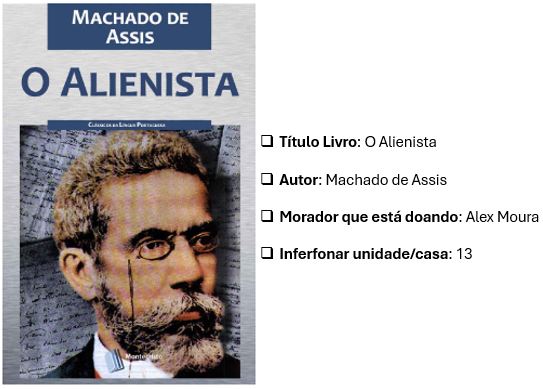 MACHADO DE
ASSIS
O ALIENISTA
CLÁSSICOS DA LÍNGUA PORTUGUESA
Título Livro: O Alienista
Autor: Machado de Assis
Morador que está doando: Alex Moura
Inferfonar unidade/casa: 13